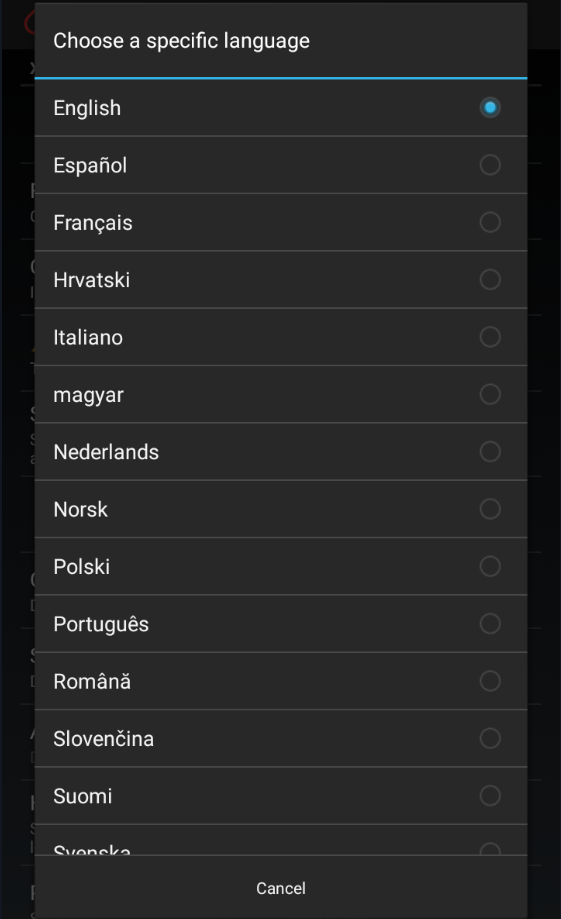 Choose a specific language
English
Español
Français
Hrvatski
Italiano
magyar
Nederlands
Norsk
Polski
Português
Română
Slovenčina
Suomi
Svenska
Cancel